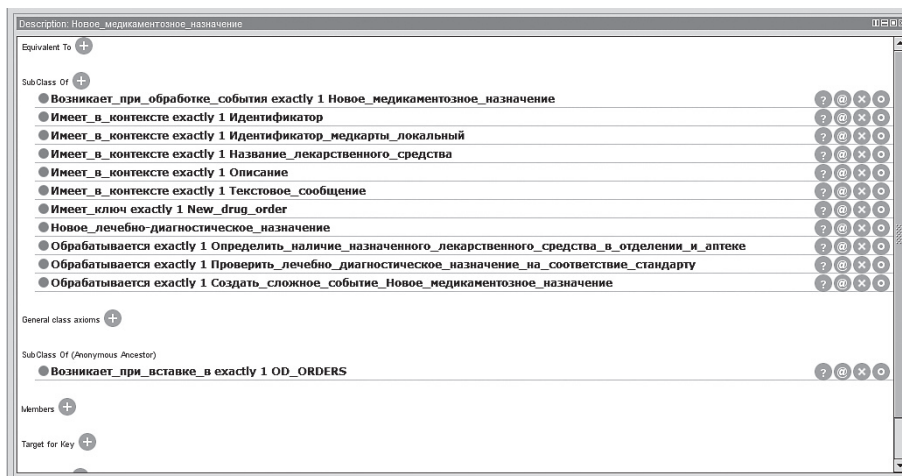 Description: Новое_медикаментозное_назначение
Equivalent To
SubClass Of
Возникает_при_обработке_события exactly 1 Новое_медикаментозное_назначение
Имеет_в_контексте exactly 1 Идентификатор
Имеет_в_контексте exactly 1 Идентификатор_медкарты_локальный
Имеет_в_контексте exactly 1 Название_лекарственного_средства
Имеет_в_контексте exactly 1 Описание
Имеет_в_контексте exactly 1 Текстовое_сообщение
Имеет_ключ exactly 1 New_drug_order
Новое_лечебно-диагностическое_назначение
Обрабатывается exactly 1 Определить_наличие_назначенного_лекарственного_средства_в_отделении_и_аптеке
Обрабатывается exactly 1 Проверить_лечебно_диагностическое_назначение_на_соответствие_стандарту
Обрабатывается exactly 1 Создать_сложное_событие_Новое_медикаментозное_назначение
General class axioms
SubClass Of (Anonymous Ancestor)
Возникает_при_вставке_в exactly 1 OD_ORDERS
Members
Target for Key